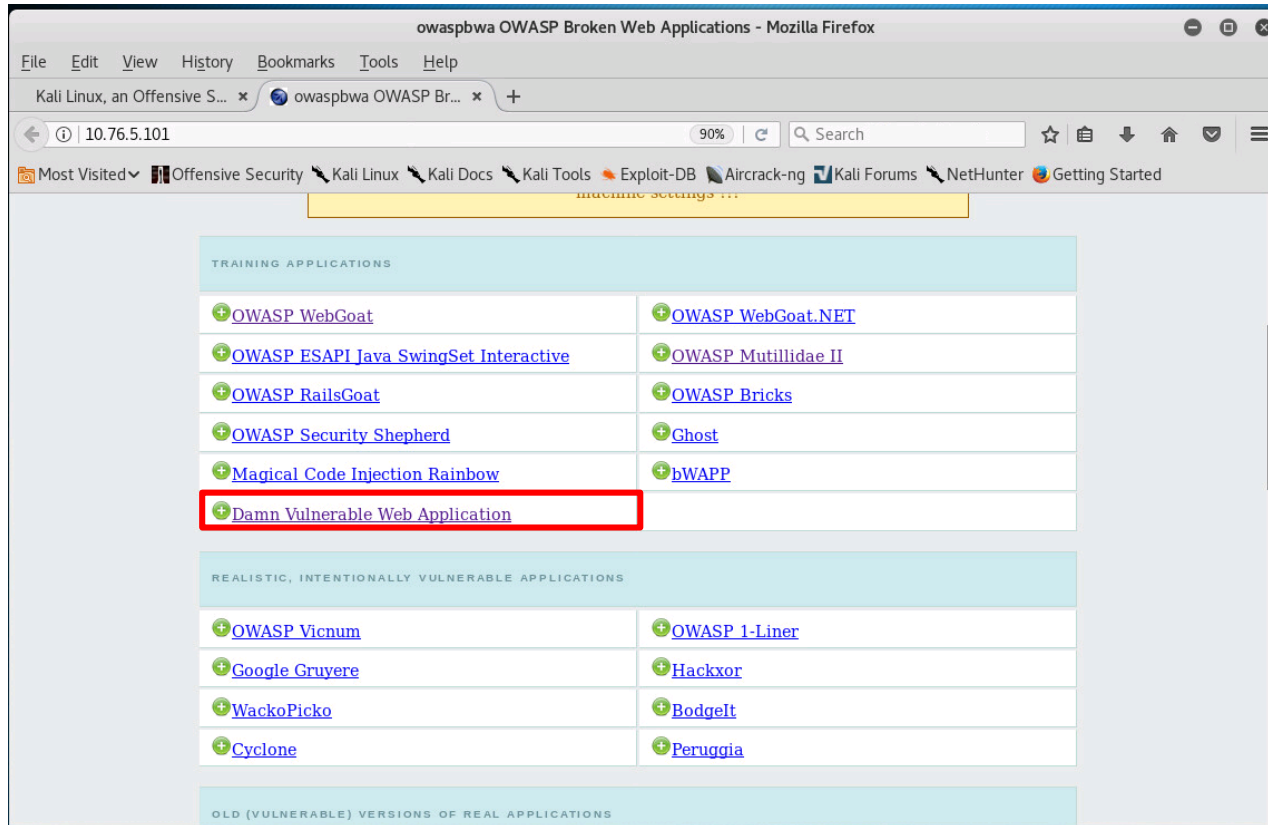 owaspbwa OWASP Broken Web Applications - Mozilla Firefox
File Edit View History Bookmarks Tools Help
Kali Linux, an Offensive S... × owaspbwa OWASP Br... × +
10.76.5.101 90% Search
Most Visited Offensive Security Kali Linux Kali Docs Kali Tools Exploit-DB Aircrack-ng Kali Forums NetHunter Getting Started
machine settings !!!
TRAINING APPLICATIONS
OWASP WebGoat OWASP WebGoat.NET
OWASP ESAPI Java SwingSet Interactive OWASP Mutillidae II
OWASP RailsGoat OWASP Bricks
OWASP Security Shepherd Ghost
Magical Code Injection Rainbow bWAPP
Damn Vulnerable Web Application
REALISTIC, INTENTIONALLY VULNERABLE APPLICATIONS
OWASP Vicnum OWASP 1-Liner
Google Gruyere Hackxor
WackoPicko BodgeIt
Cyclone Peruggia
OLD (VULNERABLE) VERSIONS OF REAL APPLICATIONS